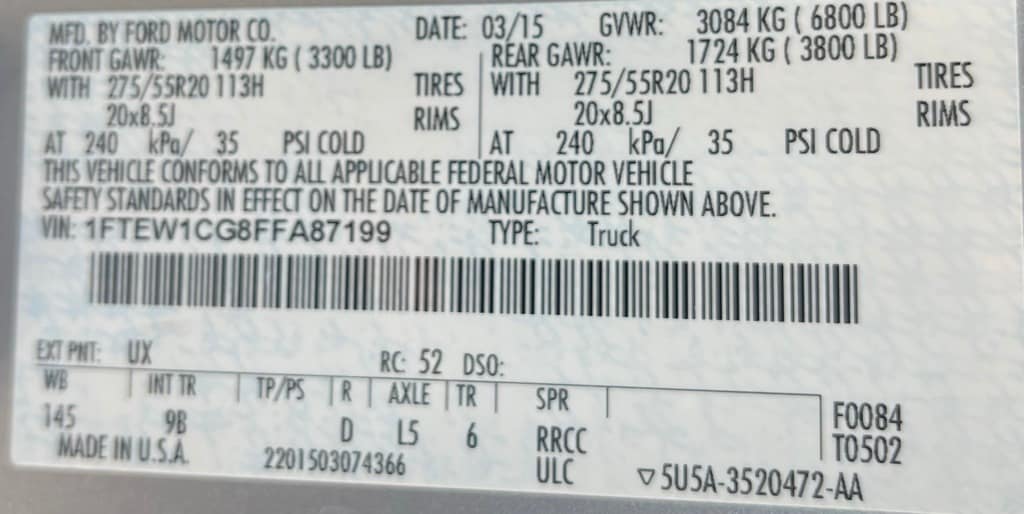 MFD. BY FORD MOTOR CO. DATE: 03/15 GVWR: 3084 KG ( 6800 LB)
FRONT GAWR: 1497 KG ( 3300 LB) REAR GAWR: 1724 KG ( 3800 LB)
WITH 275/55R20 113H TIRES WITH 275/55R20 113H TIRES
20x8.5J RIMS 20x8.5J RIMS
AT 240 kPa/ 35 PSI COLD AT 240 kPa/ 35 PSI COLD
THIS VEHICLE CONFORMS TO ALL APPLICABLE FEDERAL MOTOR VEHICLE
SAFETY STANDARDS IN EFFECT ON THE DATE OF MANUFACTURE SHOWN ABOVE.
VIN: 1FTEW1CG8FFA87199 TYPE: Truck
EXT PNT: UX RC: 52 DSO:
WB INT TR TP/PS R AXLE TR SPR
145 9B D L5 6 RRCC F0084
MADE IN U.S.A. 2201503074366 ULC T0502
▽5U5A-3520472-AA